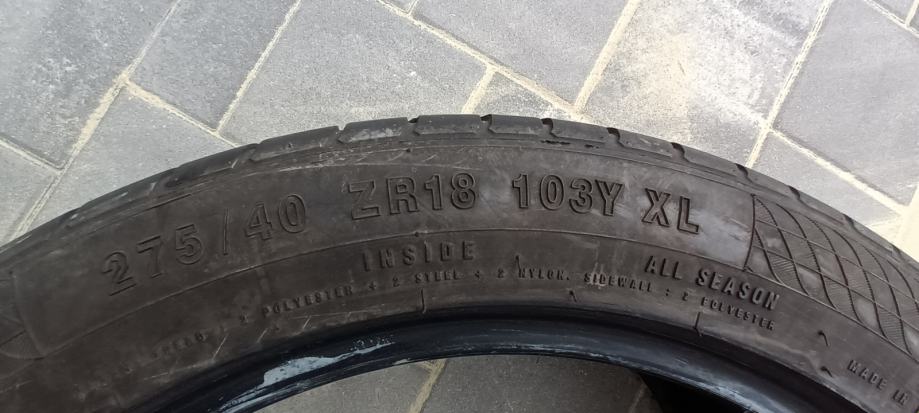 275/40 ZR18 103Y XL
INSIDE
ALL SEASON
2 POLYESTER + 2 STEEL + 2 NYLON. SIDEWALL : 2 POLYESTER
MADE IN